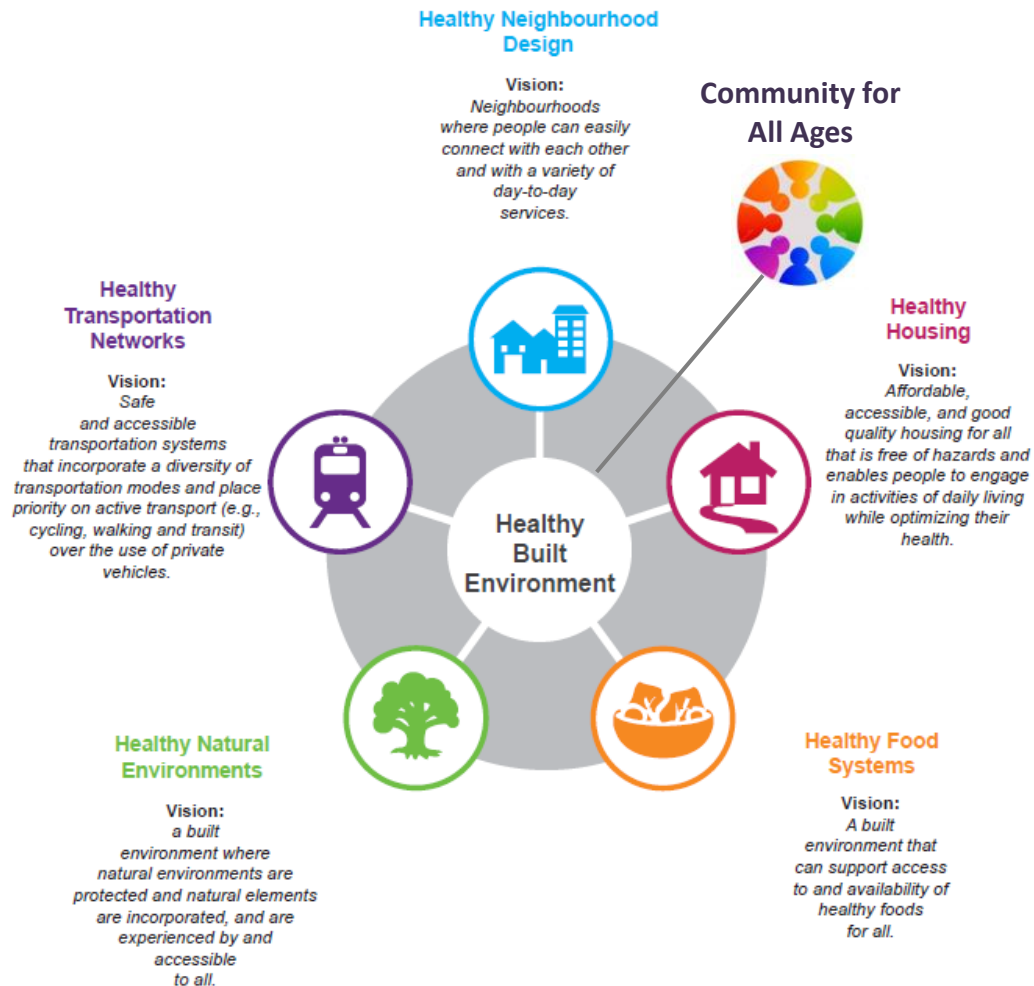 Healthy Neighbourhood
Design
Vision:
Neighbourhoods
where people can easily
connect with each other
and with a variety of
day-to-day
services.
Community for
All Ages
Healthy
Transportation
Networks
Vision:
Safe
and accessible
transportation systems
that incorporate a diversity of
transportation modes and place
priority on active transport (e.g.,
cycling, walking and transit)
over the use of private
vehicles.
Healthy
Housing
Vision:
Affordable,
accessible, and good
quality housing for all
that is free of hazards and
enables people to engage
in activities of daily living
while optimizing their
health.
Healthy
Built
Environment
Healthy Natural
Environments
Vision:
a built
environment where
natural environments are
protected and natural elements
are incorporated, and are
experienced by and
accessible
to all.
Healthy Food
Systems
Vision:
A built
environment that
can support access
to and availability of
healthy foods
for all.